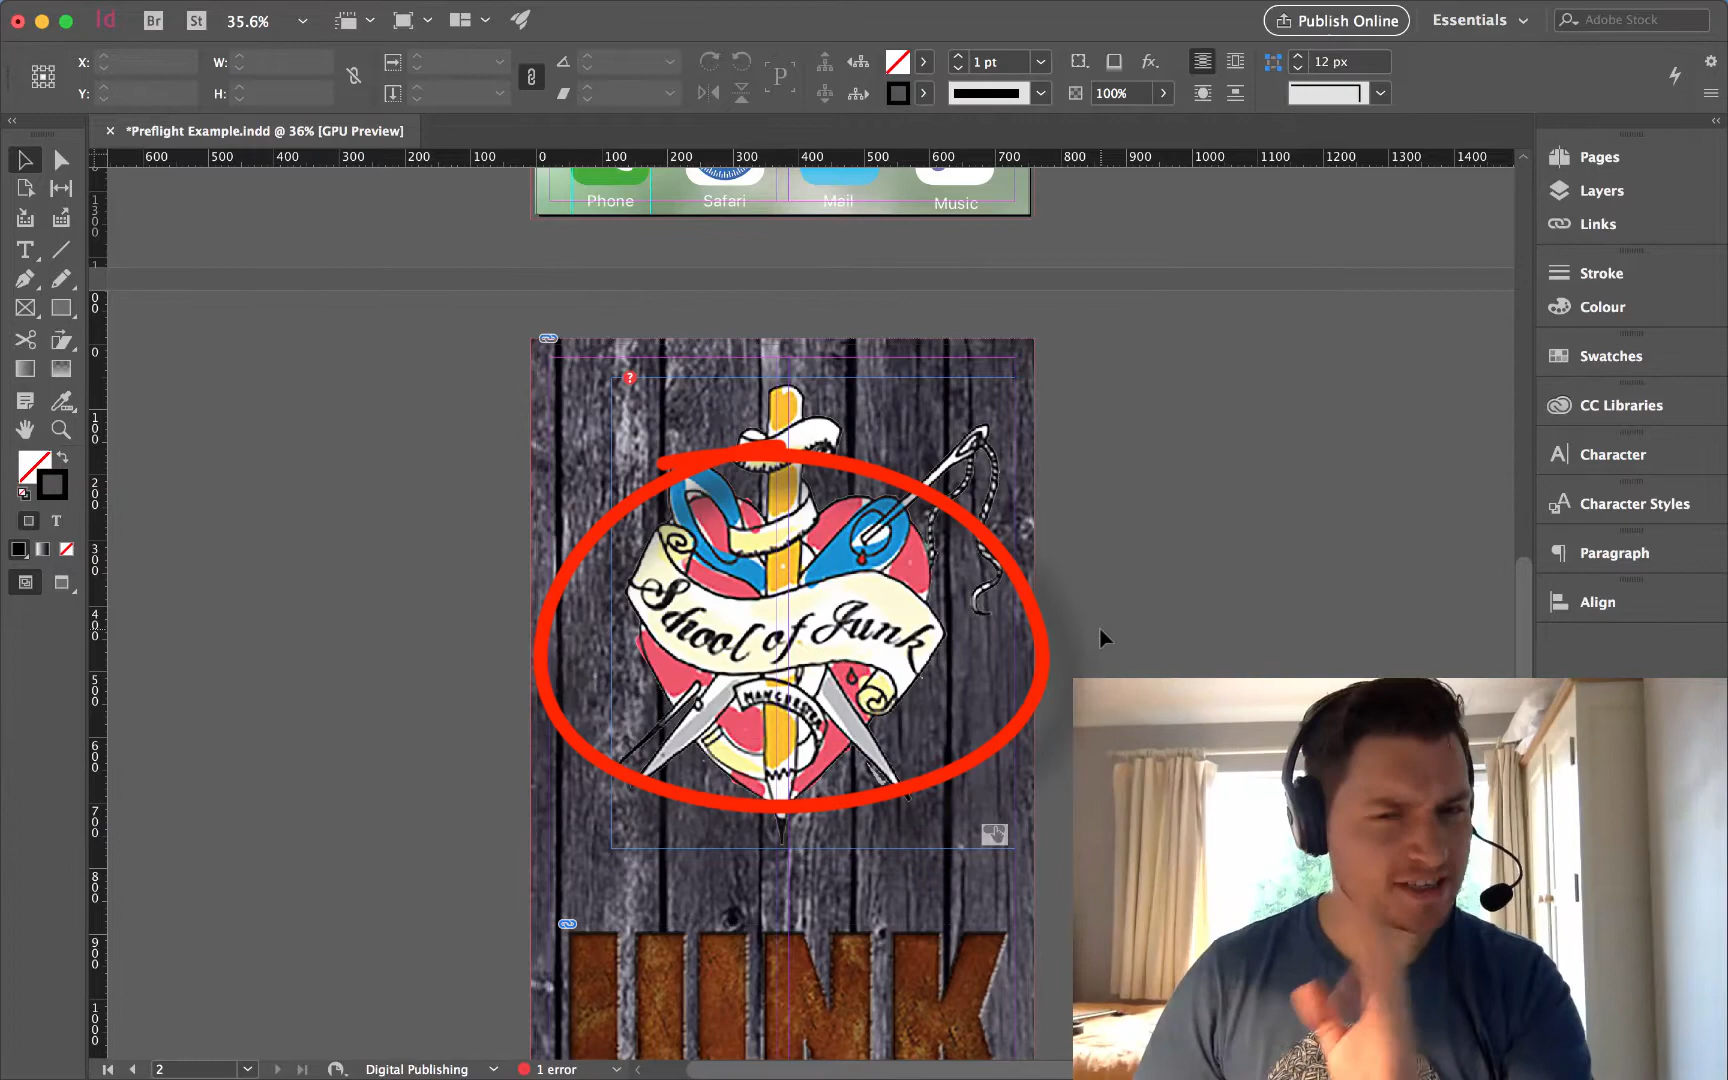 Id Br St 35.6% Publish Online Essentials Adobe Stock
X: W: P 1 pt fx. 12 px
Y: H: 100%
*Preflight Example.indd @ 36% [GPU Preview]
600 500 400 300 200 100 0 100 200 300 400 500 600 700 800 900 1000 1100 1200 1300 1400
Pages
Layers
Links
Stroke
Colour
Swatches
CC Libraries
Character
Character Styles
Paragraph
Align
Phone Safari Mail Music
School of Junk
MANCHESTER
JUNK
2 Digital Publishing 1 error